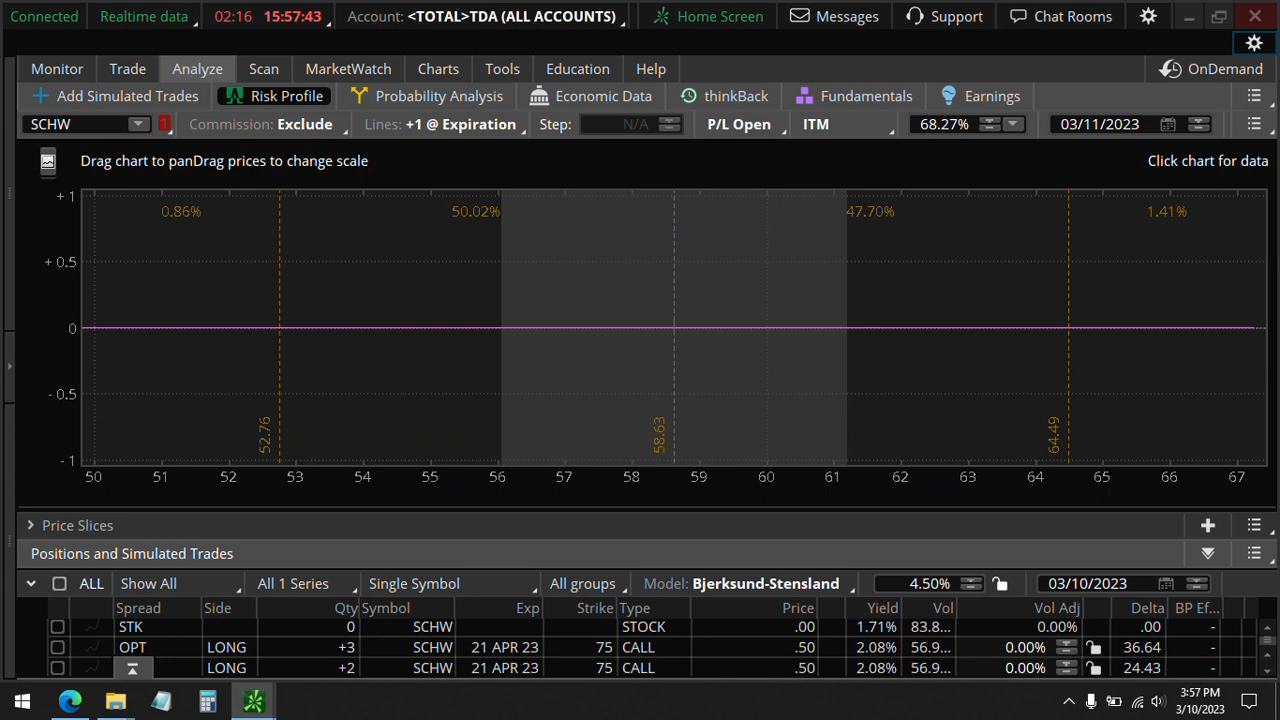 Connected Realtime data 02:16 15:57:43 Account: <TOTAL>TDA (ALL ACCOUNTS) Home Screen Messages Support Chat Rooms
Monitor Trade Analyze Scan MarketWatch Charts Tools Education Help OnDemand
Add Simulated Trades Risk Profile Probability Analysis Economic Data thinkBack Fundamentals Earnings
SCHW 1 Commission: Exclude Lines: +1 @ Expiration Step: N/A P/L Open ITM 68.27% 03/11/2023
Drag chart to panDrag prices to change scale Click chart for data
+ 1
0.86% 50.02% 47.70% 1.41%
+ 0.5
0
- 0.5
52.76 58.63 64.49
- 1
50 51 52 53 54 55 56 57 58 59 60 61 62 63 64 65 66 67
Price Slices
Positions and Simulated Trades
ALL Show All All 1 Series Single Symbol All groups Model: Bjerksund-Stensland 4.50% 03/10/2023
Spread Side Qty Symbol Exp Strike Type Price Yield Vol Vol Adj Delta BP Ef...
STK 0 SCHW STOCK .00 1.71% 83.8... 0.00% .00 -
OPT LONG +3 SCHW 21 APR 23 75 CALL .50 2.08% 56.9... 0.00% 36.64 -
LONG +2 SCHW 21 APR 23 75 CALL .50 2.08% 56.9... 0.00% 24.43 -
3:57 PM
3/10/2023